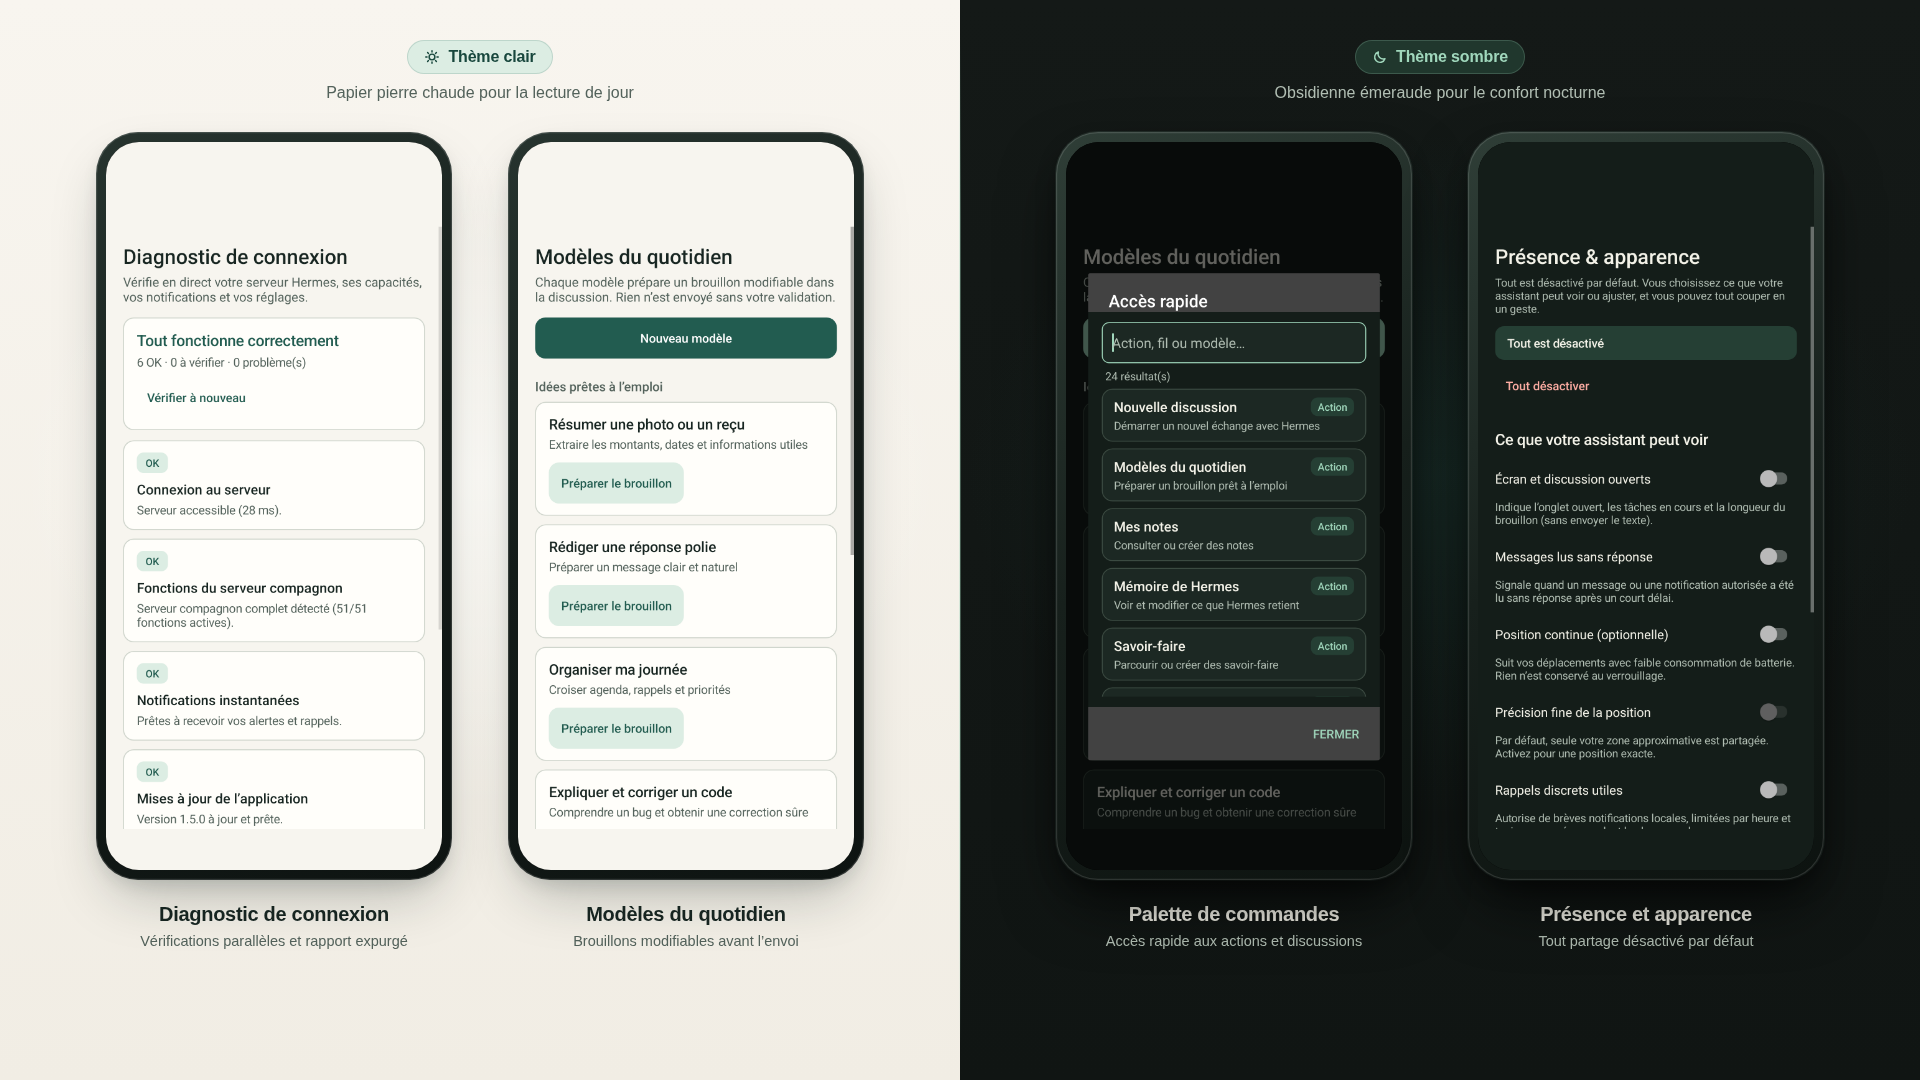 Thème clair
Papier pierre chaude pour la lecture de jour
Diagnostic de connexion
Vérifie en direct votre serveur Hermes, ses capacités,
vos notifications et vos réglages.
Tout fonctionne correctement
6 OK · 0 à vérifier · 0 problème(s)
Vérifier à nouveau
OK
Connexion au serveur
Serveur accessible (28 ms).
OK
Fonctions du serveur compagnon
Serveur compagnon complet détecté (51/51
fonctions actives).
OK
Notifications instantanées
Prêtes à recevoir vos alertes et rappels.
OK
Mises à jour de l’application
Version 1.5.0 à jour et prête.
Diagnostic de connexion
Vérifications parallèles et rapport expurgé
Modèles du quotidien
Chaque modèle prépare un brouillon modifiable dans
la discussion. Rien n’est envoyé sans votre validation.
Nouveau modèle
Idées prêtes à l’emploi
Résumer une photo ou un reçu
Extraire les montants, dates et informations utiles
Préparer le brouillon
Rédiger une réponse polie
Préparer un message clair et naturel
Préparer le brouillon
Organiser ma journée
Croiser agenda, rappels et priorités
Préparer le brouillon
Expliquer et corriger un code
Comprendre un bug et obtenir une correction sûre
Modèles du quotidien
Brouillons modifiables avant l’envoi
Thème sombre
Obsidienne émeraude pour le confort nocturne
Modèles du quotidien
Accès rapide
Action, fil ou modèle…
24 résultat(s)
Nouvelle discussion
Action
Démarrer un nouvel échange avec Hermes
Modèles du quotidien
Action
Préparer un brouillon prêt à l’emploi
Mes notes
Action
Consulter ou créer des notes
Mémoire de Hermes
Action
Voir et modifier ce que Hermes retient
Savoir-faire
Action
Parcourir ou créer des savoir-faire
FERMER
Expliquer et corriger un code
Comprendre un bug et obtenir une correction sûre
Palette de commandes
Accès rapide aux actions et discussions
Présence & apparence
Tout est désactivé par défaut. Vous choisissez ce que votre
assistant peut voir ou ajuster, et vous pouvez tout couper en
un geste.
Tout est désactivé
Tout désactiver
Ce que votre assistant peut voir
Écran et discussion ouverts
Indique l’onglet ouvert, les tâches en cours et la longueur du
brouillon (sans envoyer le texte).
Messages lus sans réponse
Signale quand un message ou une notification autorisée a été
lu sans réponse après un court délai.
Position continue (optionnelle)
Suit vos déplacements avec faible consommation de batterie.
Rien n’est conservé au verrouillage.
Précision fine de la position
Par défaut, seule votre zone approximative est partagée.
Activez pour une position exacte.
Rappels discrets utiles
Autorise de brèves notifications locales, limitées par heure et
Présence et apparence
Tout partage désactivé par défaut